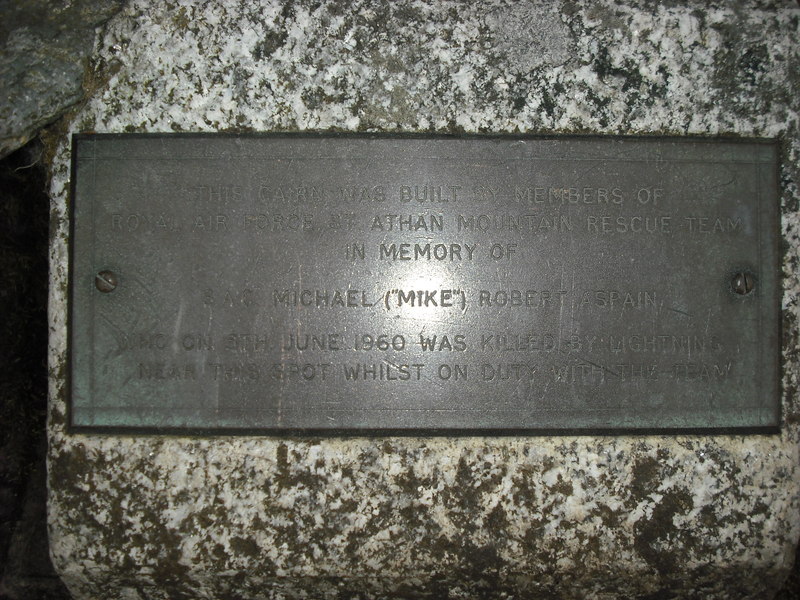 THIS CAIRN WAS BUILT BY MEMBERS OF
ROYAL AIR FORCE ST ATHAN MOUNTAIN RESCUE TEAM
IN MEMORY OF
S.A.C. MICHAEL ("MIKE") ROBERT ASPAIN
WHO ON JUNE 1960 WAS KILLED BY LIGHTNING
NEAR THIS SPOT WHILST ON DUTY WITH THE TEAM